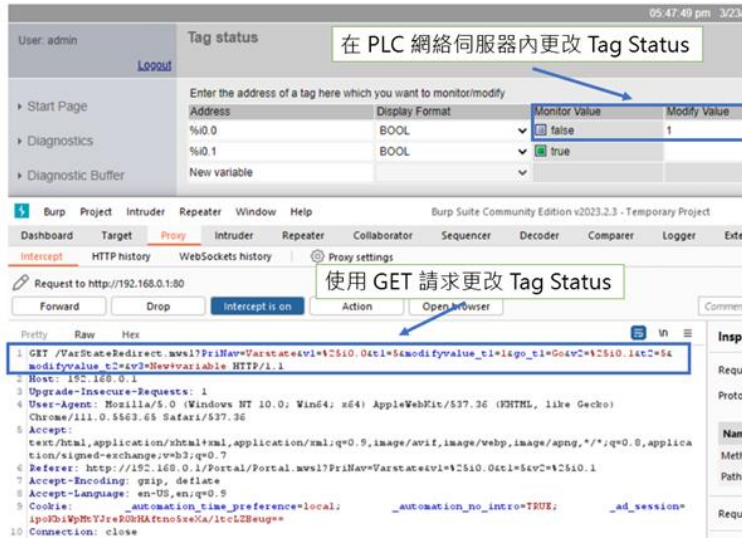 05:47:49 pm 3/23/
User: admin
Logout
Tag status
在 PLC 網絡伺服器內更改 Tag Status
Start Page
Diagnostics
Diagnostic Buffer
Enter the address of a tag here which you want to monitor/modify
Address Display Format Monitor Value Modify Value
%i0.0 BOOL false 1
%i0.1 BOOL true
New variable
Burp Project Intruder Repeater Window Help Burp Suite Community Edition v2023.2.3 - Temporary Project
Dashboard Target Proxy Intruder Repeater Collaborator Sequencer Decoder Comparer Logger Exte
Intercept HTTP history WebSockets history Proxy settings
Request to http://192.168.0.1:80
使用 GET 請求更改 Tag Status
Forward Drop Intercept is on Action Open browser Commen
Pretty Raw Hex \n Insp
1 GET /VarStateRedirect.mwsl?PriNav=Varstate&v1=%25i0.0&t1=5&modifyvalue_t1=1&go_t1=Go&v2=%25i0.1&t2=5&
modifyvalue_t2=&v3=New+variable HTTP/1.1
2 Host: 192.168.0.1
3 Upgrade-Insecure-Requests: 1
4 User-Agent: Mozilla/5.0 (Windows NT 10.0; Win64; x64) AppleWebKit/537.36 (KHTML, like Gecko)
Chrome/111.0.5563.65 Safari/537.36
5 Accept:
text/html,application/xhtml+xml,application/xml;q=0.9,image/avif,image/webp,image/apng,*/*;q=0.8,applica
tion/signed-exchange;v=b3;q=0.7
6 Referer: http://192.168.0.1/Portal/Portal.mwsl?PriNav=Varstate&v1=%25i0.0&t1=5&v2=%25i0.1
7 Accept-Encoding: gzip, deflate
8 Accept-Language: en-US,en;q=0.9
9 Cookie: _automation_time_preference=local; _automation_no_intro=TRUE; _ad_session=
10 Connection: close
Requ
Proto
Nam
Meth
Path
Requ